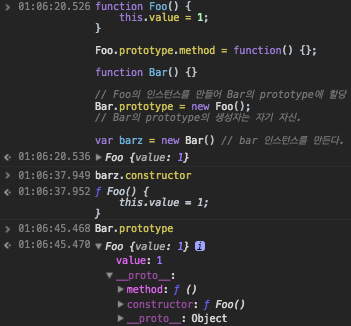 01:06:20.526 function Foo() {
this.value = 1;
}
Foo.prototype.method = function() {};
function Bar() {}
// Foo의 인스턴스를 만들어 Bar의 prototype에 할당
Bar.prototype = new Foo();
// Bar의 prototype의 생성자는 자기 자신.
var barz = new Bar() // bar 인스턴스를 만든다.
01:06:20.536 ▶ Foo {value: 1}
01:06:37.949 barz.constructor
01:06:37.952 ƒ Foo() {
this.value = 1;
}
01:06:45.468 Bar.prototype
01:06:45.470 ▼ Foo {value: 1} i
value: 1
▼ __proto__:
▶ method: ƒ ()
▶ constructor: ƒ Foo()
▶ __proto__: Object